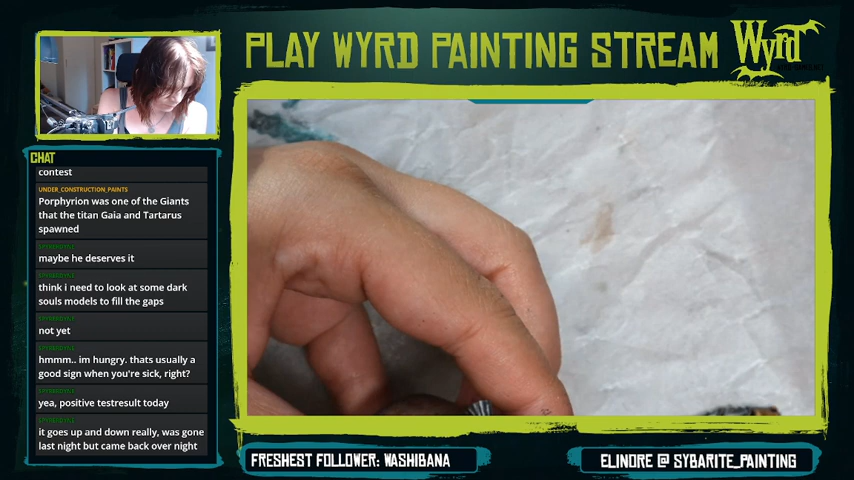 PLAY WYRD PAINTING STREAM
Wyrd
CHAT
contest
UNDER_CONSTRUCTION_PAINTS
Porphyrion was one of the Giants
that the titan Gaia and Tartarus
spawned
maybe he deserves it
think i need to look at some dark
souls models to fill the gaps
not yet
hmmm.. im hungry. thats usually a
good sign when you're sick, right?
yea, positive testresult today
it goes up and down really, was gone
last night but came back over night
FRESHEST FOLLOWER: WASHIBANA
ELINORE @ SYBARITE_PAINTING